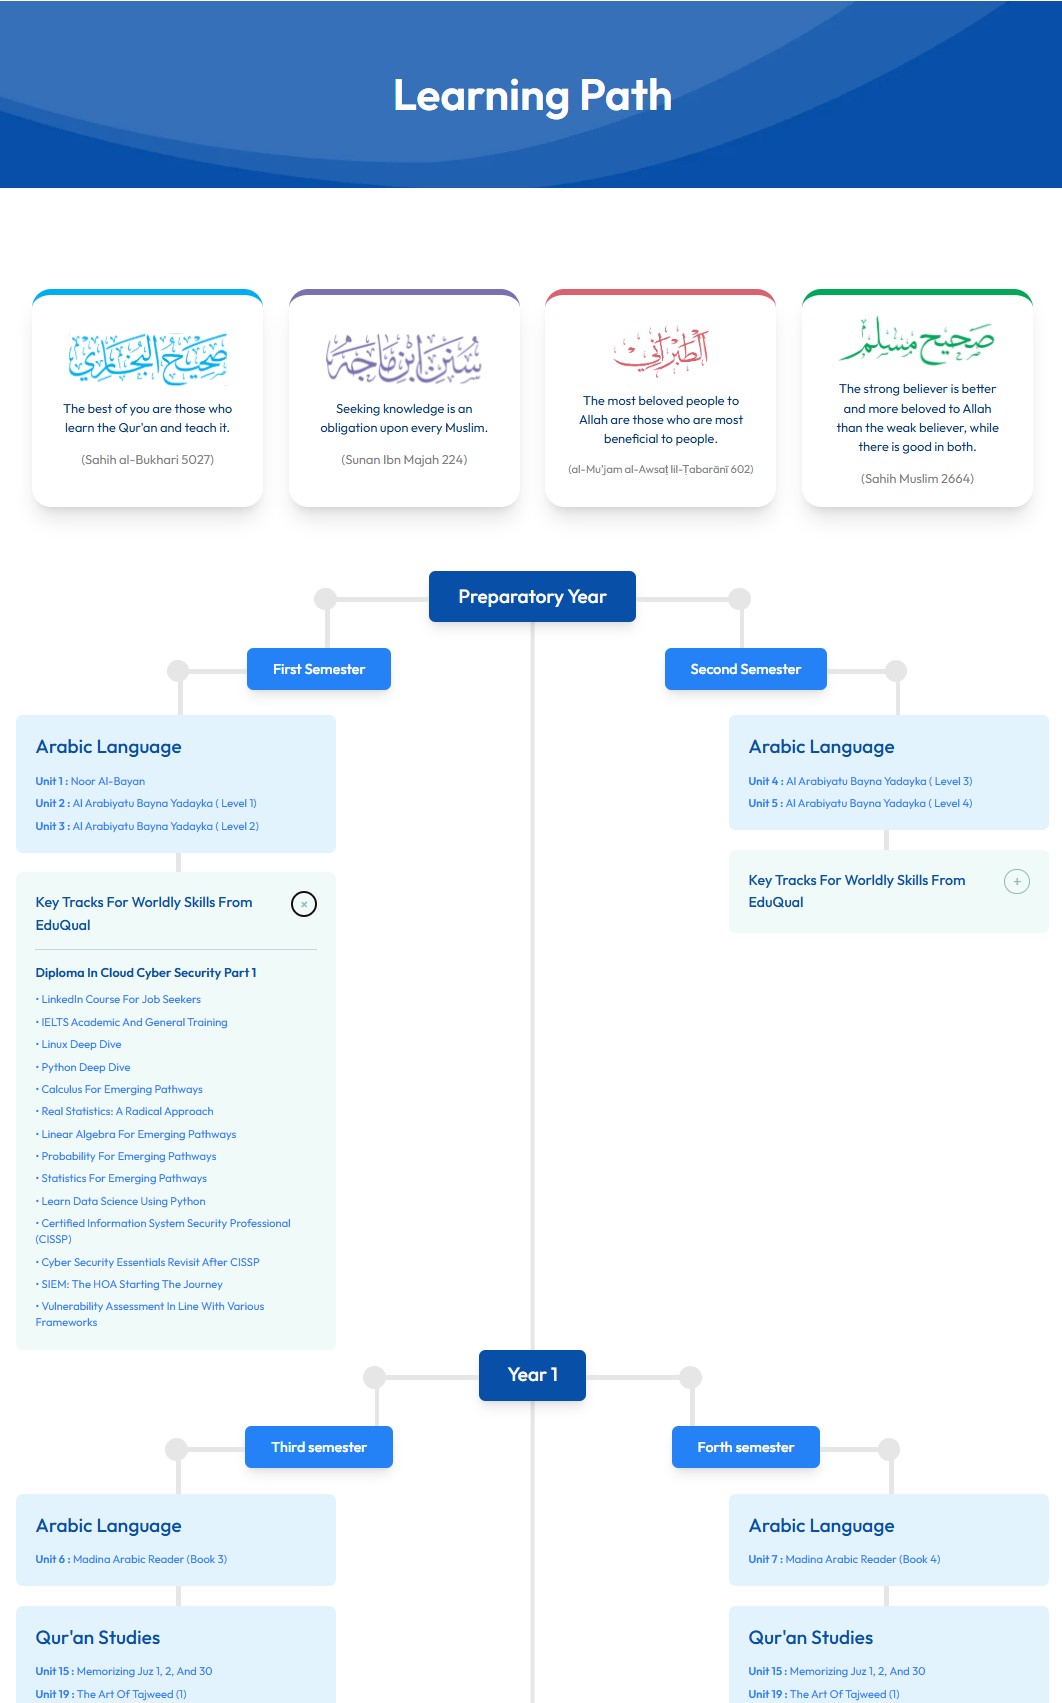 Learning Path
صحيح البخاري
The best of you are those who
learn the Qur'an and teach it.
(Sahih al-Bukhari 5027)
سنن ابن ماجه
Seeking knowledge is an
obligation upon every Muslim.
(Sunan Ibn Majah 224)
الطبراني
The most beloved people to
Allah are those who are most
beneficial to people.
(al-Mu'jam al-Awsaṭ lil-Ṭabarānī 602)
صحيح مسلم
The strong believer is better
and more beloved to Allah
than the weak believer, while
there is good in both.
(Sahih Muslim 2664)
Preparatory Year
First Semester
Arabic Language
Unit 1 : Noor Al-Bayan
Unit 2 : Al Arabiyatu Bayna Yadayka ( Level 1)
Unit 3 : Al Arabiyatu Bayna Yadayka ( Level 2)
Key Tracks For Worldly Skills From
EduQual
×
Diploma In Cloud Cyber Security Part 1
• LinkedIn Course For Job Seekers
• IELTS Academic And General Training
• Linux Deep Dive
• Python Deep Dive
• Calculus For Emerging Pathways
• Real Statistics: A Radical Approach
• Linear Algebra For Emerging Pathways
• Probability For Emerging Pathways
• Statistics For Emerging Pathways
• Learn Data Science Using Python
• Certified Information System Security Professional
(CISSP)
• Cyber Security Essentials Revisit After CISSP
• SIEM: The HOA Starting The Journey
• Vulnerability Assessment In Line With Various
Frameworks
Second Semester
Arabic Language
Unit 4 : Al Arabiyatu Bayna Yadayka ( Level 3)
Unit 5 : Al Arabiyatu Bayna Yadayka ( Level 4)
Key Tracks For Worldly Skills From
EduQual
+
Year 1
Third semester
Arabic Language
Unit 6 : Madina Arabic Reader (Book 3)
Qur'an Studies
Unit 15 : Memorizing Juz 1, 2, And 30
Unit 19 : The Art Of Tajweed (1)
Forth semester
Arabic Language
Unit 7 : Madina Arabic Reader (Book 4)
Qur'an Studies
Unit 15 : Memorizing Juz 1, 2, And 30
Unit 19 : The Art Of Tajweed (1)